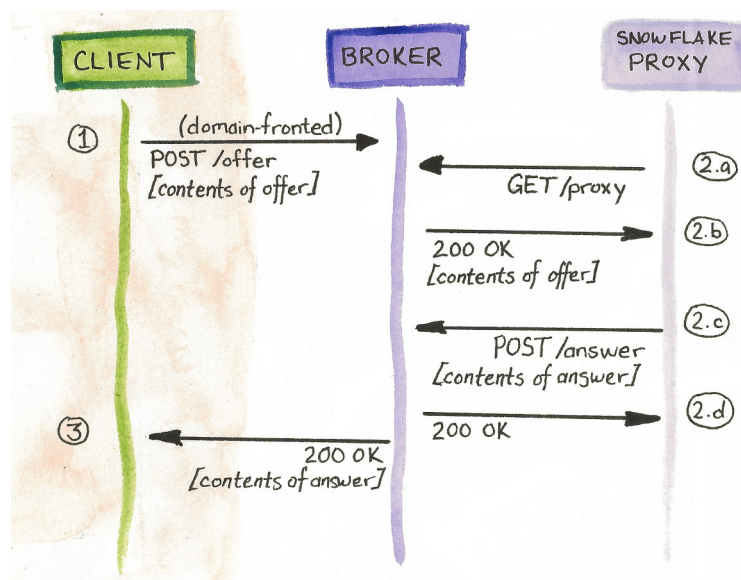 CLIENT
BROKER
SNOWFLAKE
PROXY
1
(domain-fronted)
POST /offer
[contents of offer]
2.a
GET /proxy
2.b
200 OK
[contents of offer]
2.c
POST /answer
[contents of answer]
2.d
200 OK
3
200 OK
[contents of answer]